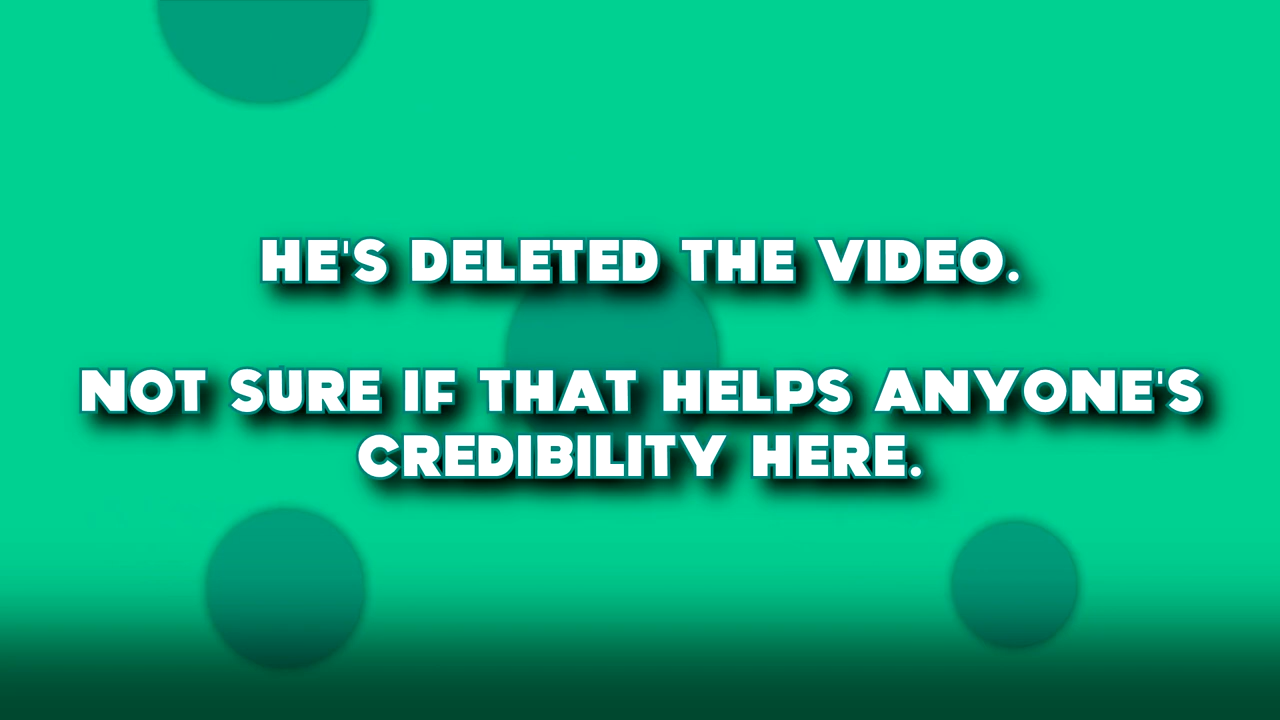 HE'S DELETED THE VIDEO.
NOT SURE IF THAT HELPS ANYONE'S
CREDIBILITY HERE.